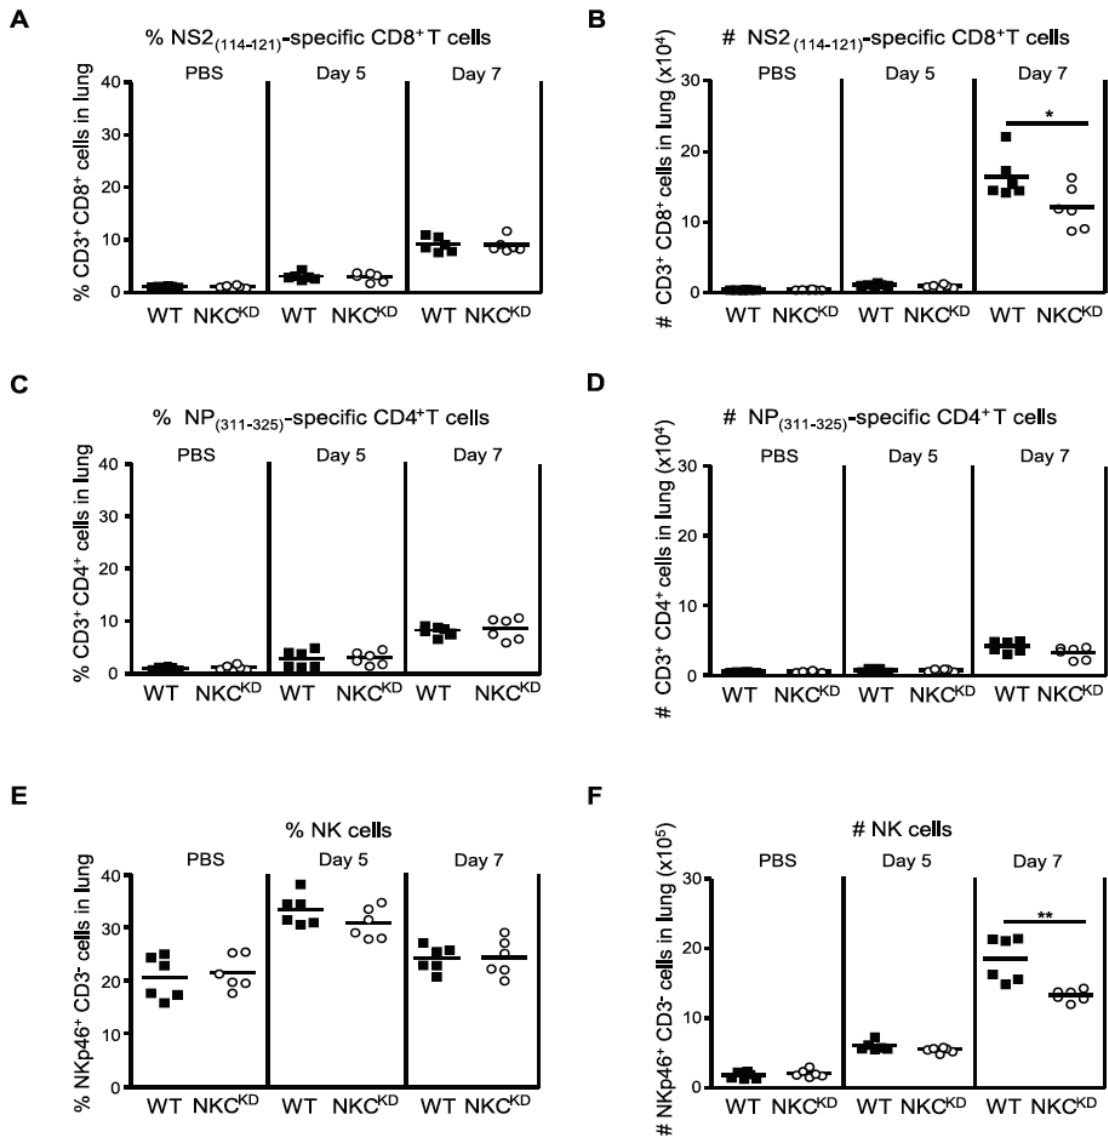 A
% NS2(114-121)-specific CD8+ T cells
PBS
Day 5
Day 7
% CD3+ CD8+ cells in lung
40
30
20
10
0
WT NKCKD WT NKCKD WT NKCKD
B
# NS2(114-121)-specific CD8+ T cells
PBS
Day 5
Day 7
# CD3+ CD8+ cells in lung (x10⁴)
30
20
10
0
*
WT NKCKD WT NKCKD WT NKCKD
C
% NP(311-325)-specific CD4+T cells
PBS
Day 5
Day 7
% CD3+ CD4+ cells in lung
40
30
20
10
0
WT NKCKD WT NKCKD WT NKCKD
D
# NP(311-325)-specific CD4+T cells
PBS
Day 5
Day 7
# CD3+ CD4+ cells in lung (x10⁴)
30
20
10
0
WT NKCKD WT NKCKD WT NKCKD
E
% NK cells
PBS
Day 5
Day 7
% NKp46+ CD3- cells in lung
40
30
20
10
0
WT NKCKD WT NKCKD WT NKCKD
F
# NK cells
PBS
Day 5
Day 7
# NKp46+ CD3- cells in lung (x10⁵)
30
20
10
0
**
WT NKCKD WT NKCKD WT NKCKD